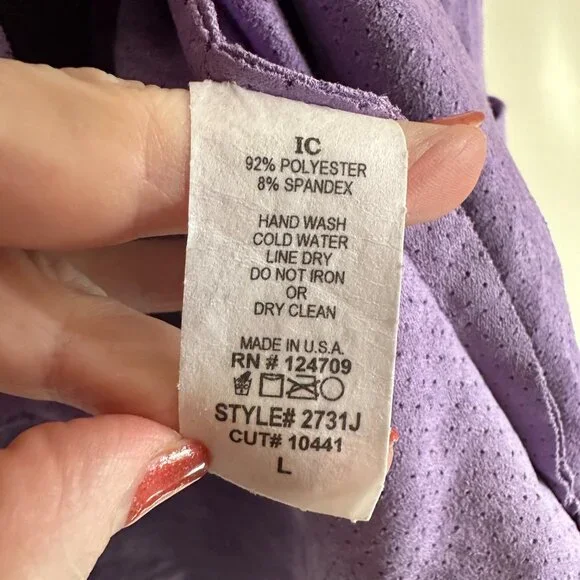 IC
92% POLYESTER
8% SPANDEX
HAND WASH
COLD WATER
LINE DRY
DO NOT IRON
OR
DRY CLEAN
MADE IN U.S.A.
RN # 124709
STYLE# 2731J
CUT# 10441
L